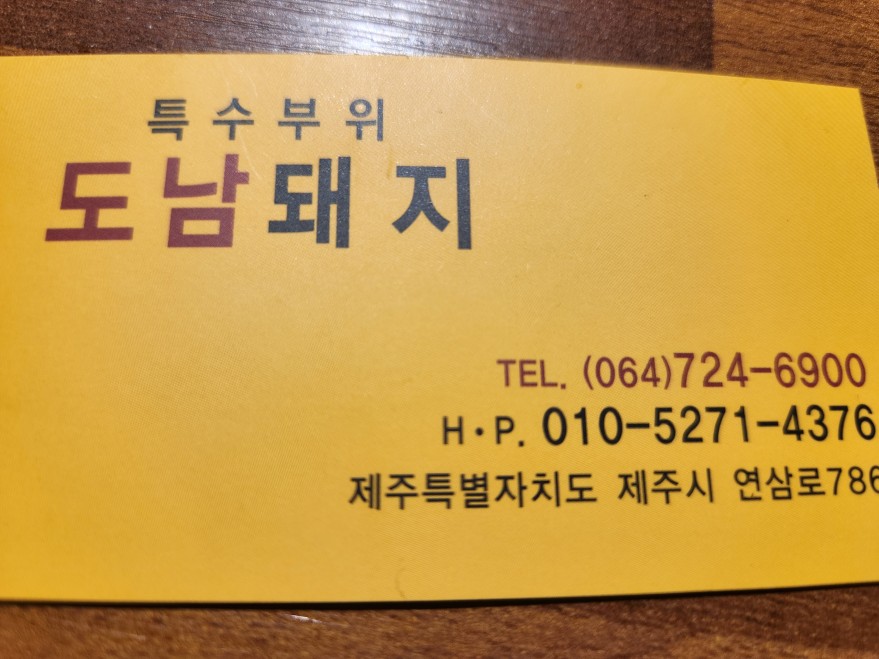 특수부위
도남돼지
TEL. (064)724-6900
H·P. 010-5271-4376
제주특별자치도 제주시 연삼로786